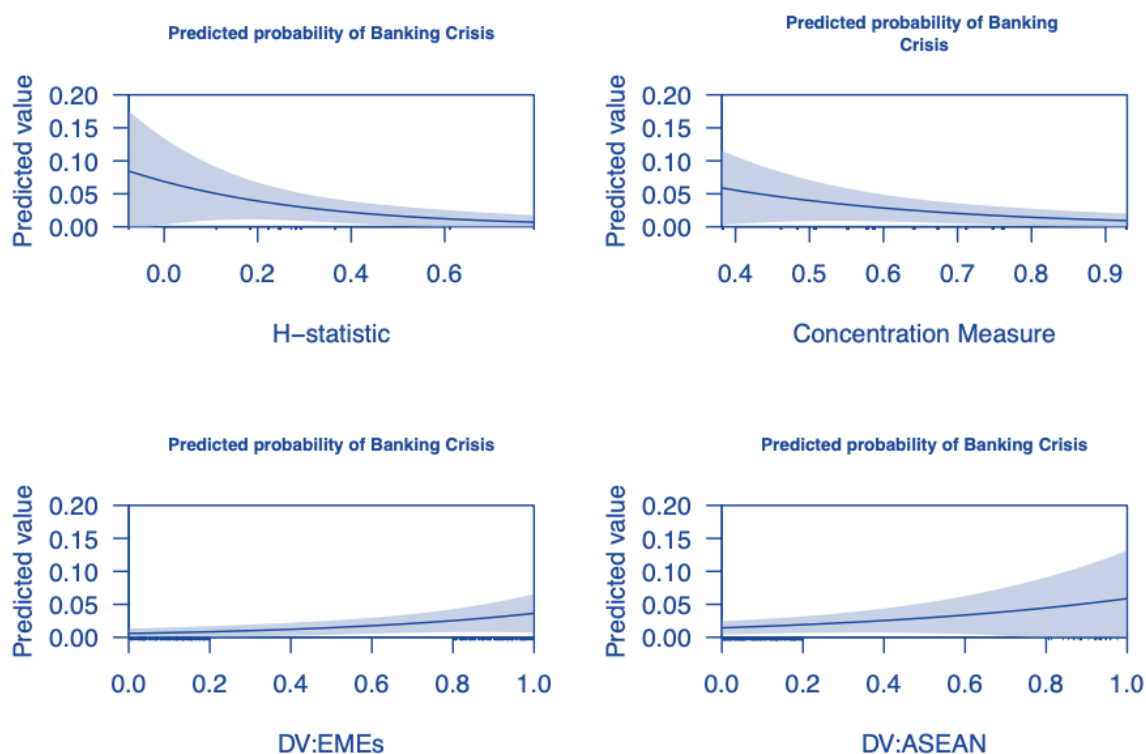 Predicted probability of Banking Crisis
Predicted value
0.20
0.15
0.10
0.05
0.00
0.0 0.2 0.4 0.6
H−statistic
Predicted probability of Banking
Crisis
Predicted value
0.20
0.15
0.10
0.05
0.00
0.4 0.5 0.6 0.7 0.8 0.9
Concentration Measure
Predicted probability of Banking Crisis
Predicted value
0.20
0.15
0.10
0.05
0.00
0.0 0.2 0.4 0.6 0.8 1.0
DV:EMEs
Predicted probability of Banking Crisis
Predicted value
0.20
0.15
0.10
0.05
0.00
0.0 0.2 0.4 0.6 0.8 1.0
DV:ASEAN